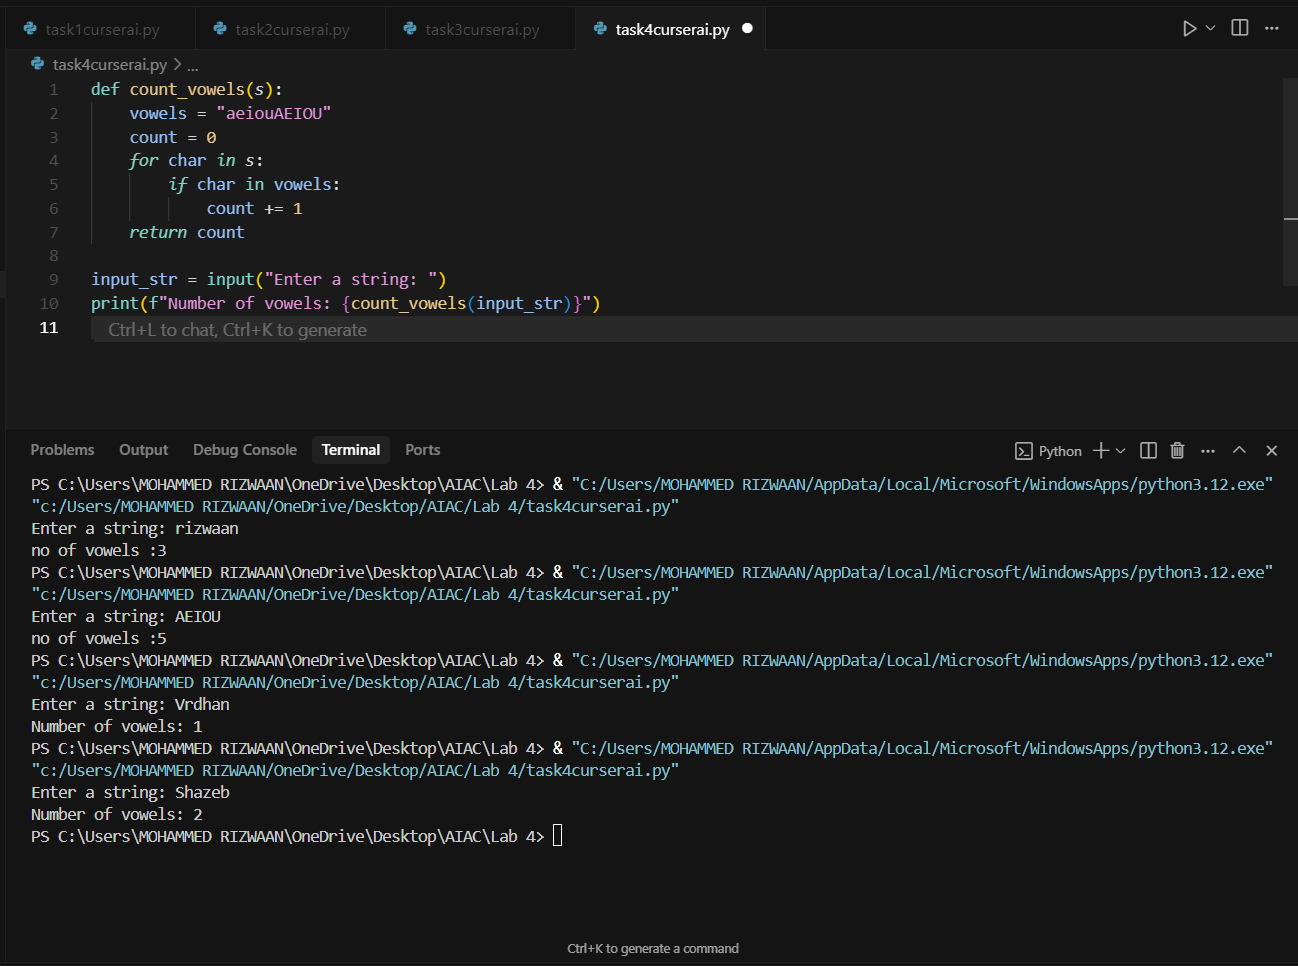 task1curserai.py task2curserai.py task3curserai.py task4curserai.py
task4curserai.py > ...
1 def count_vowels(s):
2     vowels = "aeiouAEIOU"
3     count = 0
4     for char in s:
5         if char in vowels:
6             count += 1
7     return count
8
9 input_str = input("Enter a string: ")
10 print(f"Number of vowels: {count_vowels(input_str)}")
11 Ctrl+L to chat, Ctrl+K to generate
Problems Output Debug Console Terminal Ports Python
PS C:\Users\MOHAMMED RIZWAAN\OneDrive\Desktop\AIAC\Lab 4> & "C:/Users/MOHAMMED RIZWAAN/AppData/Local/Microsoft/WindowsApps/python3.12.exe"
"c:/Users/MOHAMMED RIZWAAN/OneDrive/Desktop/AIAC/Lab 4/task4curserai.py"
Enter a string: rizwaan
no of vowels :3
PS C:\Users\MOHAMMED RIZWAAN\OneDrive\Desktop\AIAC\Lab 4> & "C:/Users/MOHAMMED RIZWAAN/AppData/Local/Microsoft/WindowsApps/python3.12.exe"
"c:/Users/MOHAMMED RIZWAAN/OneDrive/Desktop/AIAC/Lab 4/task4curserai.py"
Enter a string: AEIOU
no of vowels :5
PS C:\Users\MOHAMMED RIZWAAN\OneDrive\Desktop\AIAC\Lab 4> & "C:/Users/MOHAMMED RIZWAAN/AppData/Local/Microsoft/WindowsApps/python3.12.exe"
"c:/Users/MOHAMMED RIZWAAN/OneDrive/Desktop/AIAC/Lab 4/task4curserai.py"
Enter a string: Vrdhan
Number of vowels: 1
PS C:\Users\MOHAMMED RIZWAAN\OneDrive\Desktop\AIAC\Lab 4> & "C:/Users/MOHAMMED RIZWAAN/AppData/Local/Microsoft/WindowsApps/python3.12.exe"
"c:/Users/MOHAMMED RIZWAAN/OneDrive/Desktop/AIAC/Lab 4/task4curserai.py"
Enter a string: Shazeb
Number of vowels: 2
PS C:\Users\MOHAMMED RIZWAAN\OneDrive\Desktop\AIAC\Lab 4>
Ctrl+K to generate a command